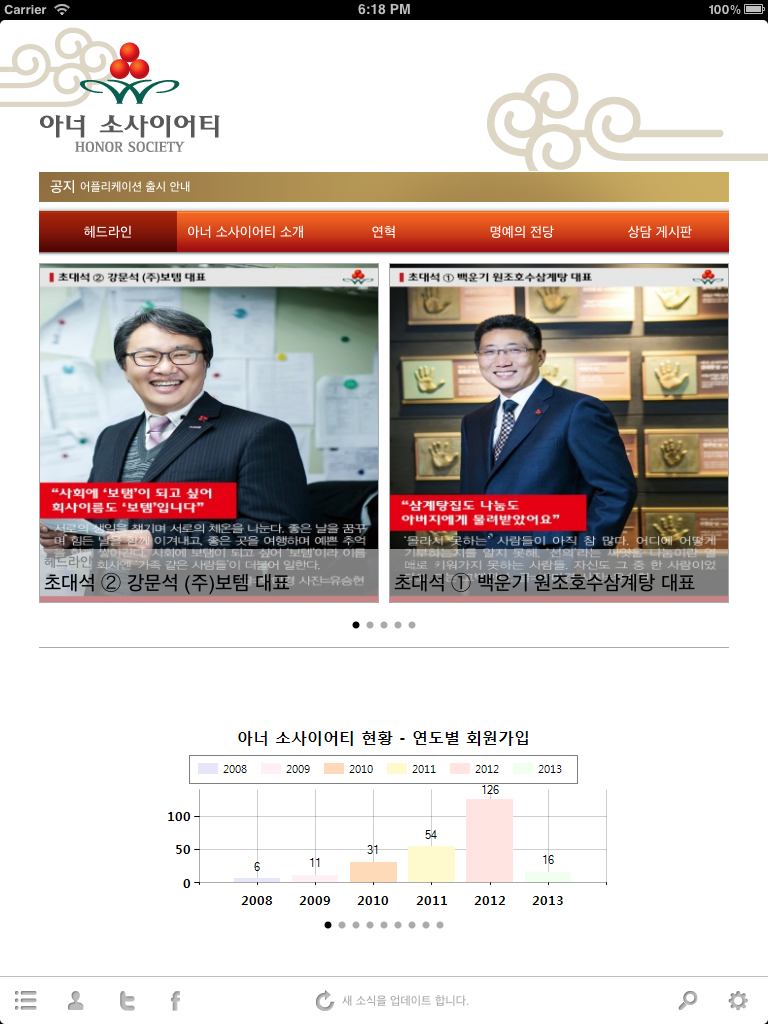 Carrier 6:18 PM 100%
아너 소사이어티
HONOR SOCIETY
공지 어플리케이션 출시 안내
헤드라인 아너 소사이어티 소개 연혁 명예의 전당 상담 게시판
초대석 ② 강문석 (주)보템 대표
“사회에 ‘보탬’이 되고 싶어
회사이름도 ‘보템’입니다”
서로의 생일을 챙기며 서로의 체온을 나눈다. 좋은 날을 꿈꾸
며 힘든 날을 함께 이겨내고, 좋은 곳을 여행하며 예쁜 추억
사회에 보탬이 되고 싶어 ‘보템’이라 이름
회사엔 ‘가족 같은 사람들’이 더불어 일한다.
사진=유승현
헤드라인
초대석 ② 강문석 (주)보템 대표
초대석 ① 백운기 원조호수삼계탕 대표
“삼계탕집도 나눔도
아버지에게 물려받았어요”
‘몰라서 못하는’ 사람들이 아직 참 많다. 어디에 어떻게
기부하는지를 알지 못해, ‘선의’라는 싹을 나눔이란 열
매로 키워가지 못하는 사람들. 자신도 그 중 한 사람이었
초대석 ① 백운기 원조호수삼계탕 대표
아너 소사이어티 현황 - 연도별 회원가입
2008 2009 2010 2011 2012 2013
126
100
54
50
31
16
11
6
0
2008 2009 2010 2011 2012 2013
새 소식을 업데이트 합니다.